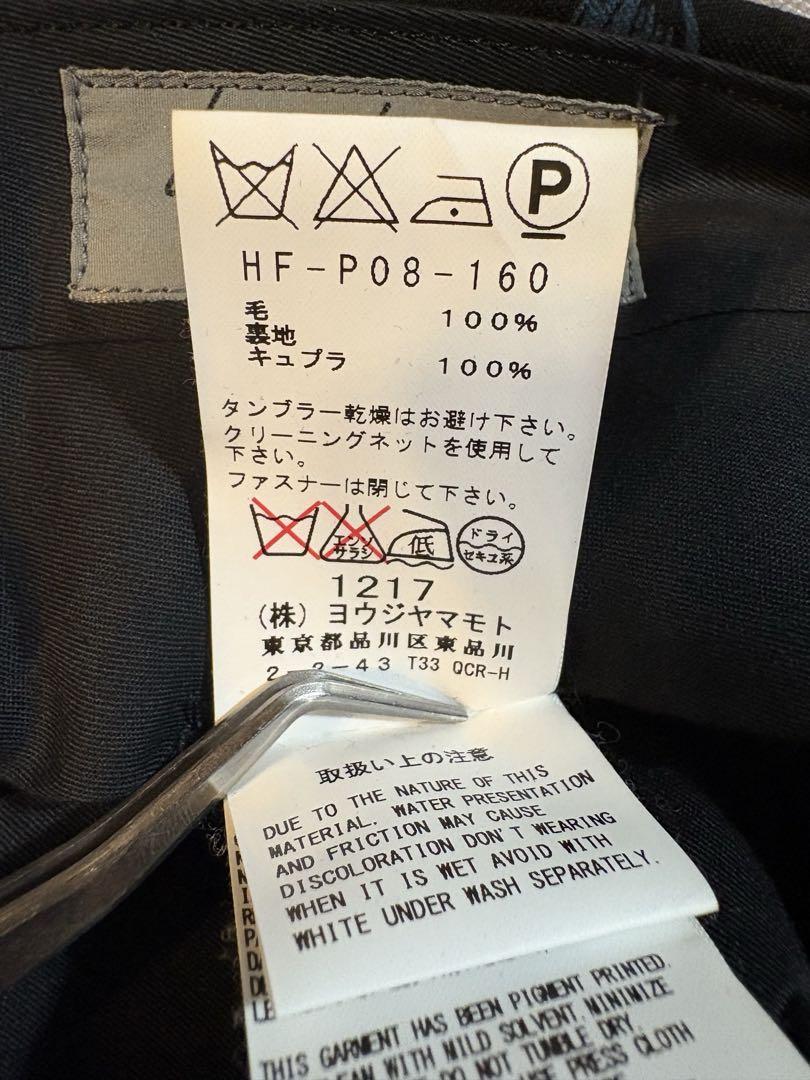 P
HF-P08-160
毛 100%
裏地
キュプラ 100%
タンブラー乾燥はお避け下さい。
クリーニングネットを使用して
下さい。
ファスナーは閉じて下さい。
エンソ サラシ 低 ドライ セキユ系
1217
(株) ヨウジヤマモト
東京都品川区東品川
2-2-43 T33 QCR-H
取扱い上の注意
DUE TO THE NATURE OF THIS
MATERIAL. WATER PRESENTATION
AND FRICTION MAY CAUSE
DISCOLORATION DON'T WEARING
WHEN IT IS WET AVOID WITH
WHITE UNDER WASH SEPARATELY.
THIS GARMENT HAS BEEN PIGMENT PRINTED.
CLEAN WITH MILD SOLVENT. MINIMIZE
DO NOT TUMBLE DRY.
USE PRESS CLOTH